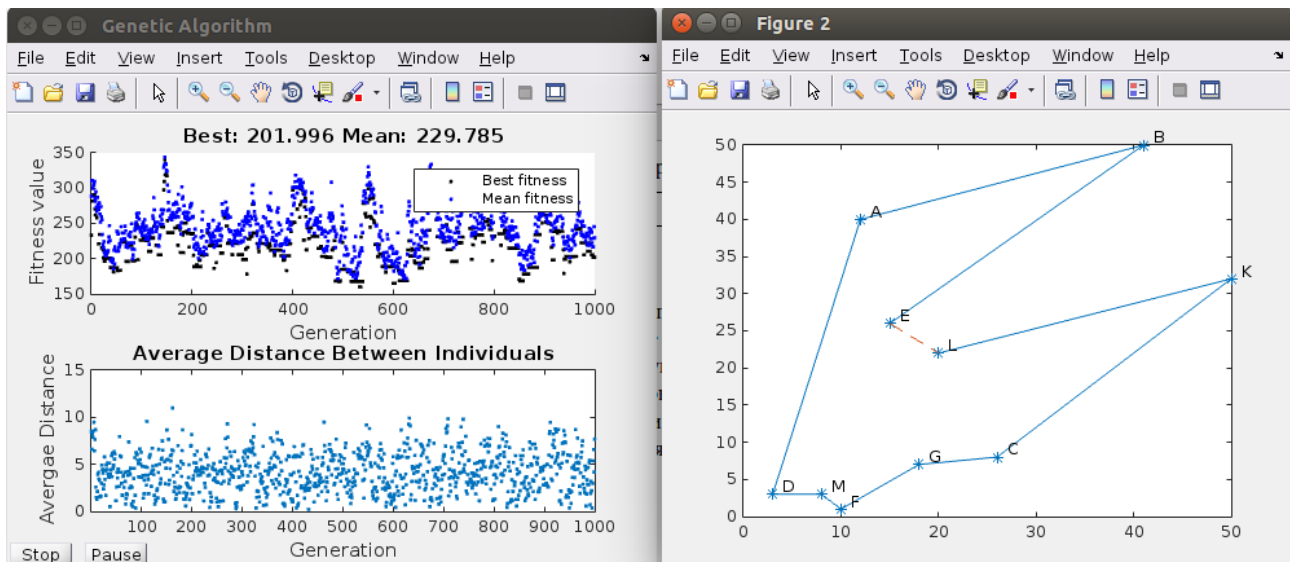 Genetic Algorithm
File Edit View Insert Tools Desktop Window Help
Best: 201.996 Mean: 229.785
Fitness value
350
300
250
200
150
Best fitness
Mean fitness
0 200 400 600 800 1000
Generation
Average Distance Between Individuals
Avergae Distance
15
10
5
0
100 200 300 400 500 600 700 800 900 1000
Generation
Stop Pause
Figure 2
File Edit View Insert Tools Desktop Window Help
50
45
40
35
30
25
20
15
10
5
0
0 10 20 30 40 50
B
A
K
E
L
C
G
D
M
F